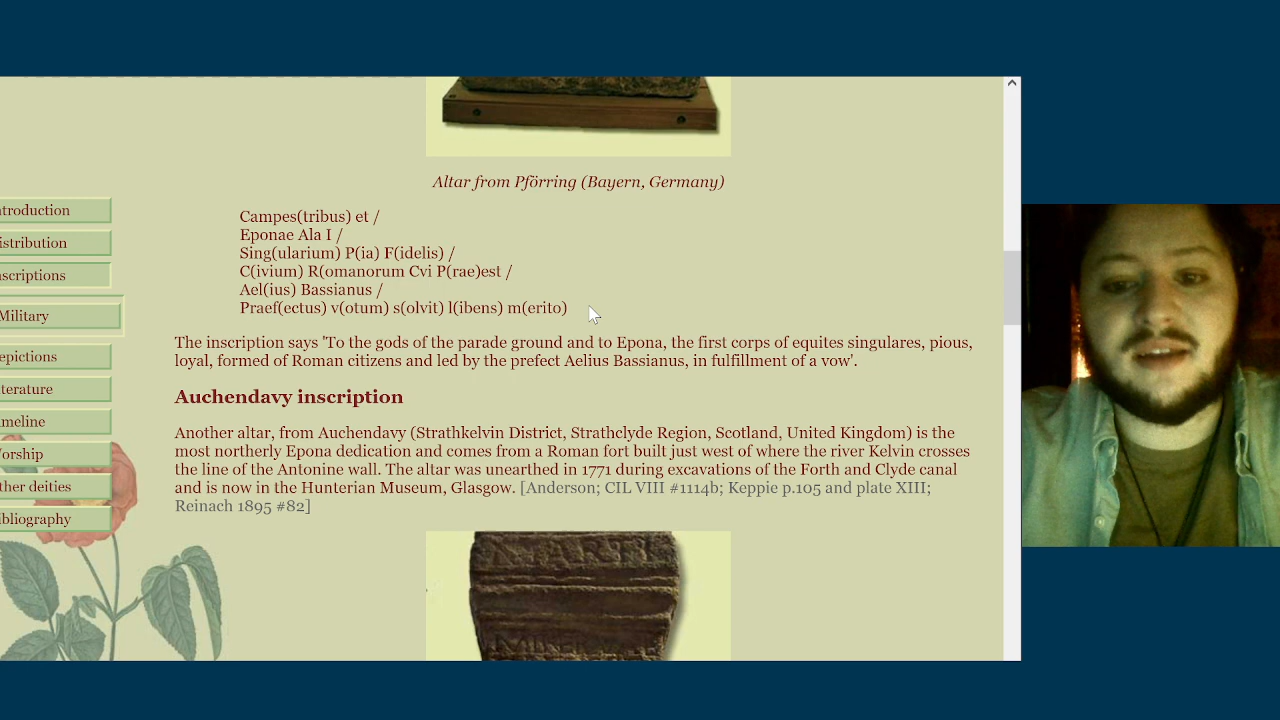 Altar from Pförring (Bayern, Germany)
Campes(tribus) et /
Eponae Ala I /
Sing(ularium) P(ia) F(idelis) /
C(ivium) R(omanorum Cvi P(rae)est /
Ael(ius) Bassianus /
Praef(ectus) v(otum) s(olvit) l(ibens) m(erito)
The inscription says 'To the gods of the parade ground and to Epona, the first corps of equites singulares, pious,
loyal, formed of Roman citizens and led by the prefect Aelius Bassianus, in fulfillment of a vow'.
Auchendavy inscription
Another altar, from Auchendavy (Strathkelvin District, Strathclyde Region, Scotland, United Kingdom) is the
most northerly Epona dedication and comes from a Roman fort built just west of where the river Kelvin crosses
the line of the Antonine wall. The altar was unearthed in 1771 during excavations of the Forth and Clyde canal
and is now in the Hunterian Museum, Glasgow. [Anderson; CIL VIII #1114b; Keppie p.105 and plate XIII;
Reinach 1895 #82]
ntroduction
istribution
scriptions
Military
epictions
terature
imeline
orship
ther deities
ibliography